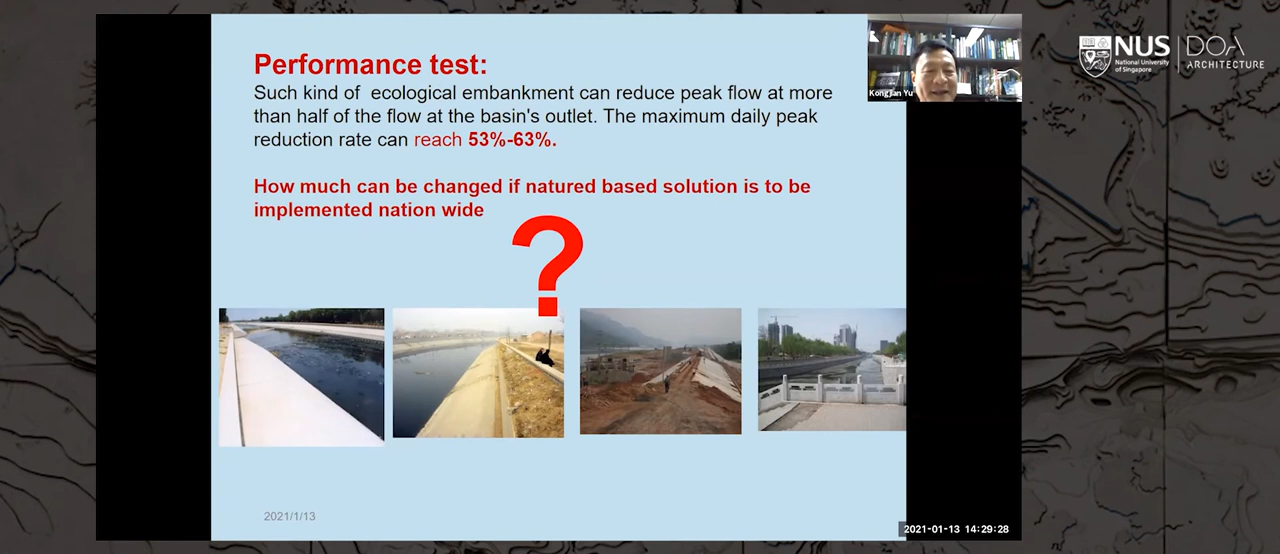 Performance test:
Such kind of  ecological embankment can reduce peak flow at more
than half of the flow at the basin's outlet. The maximum daily peak
reduction rate can reach 53%-63%.
How much can be changed if natured based solution is to be
implemented nation wide
?
2021/1/13
KongJian Yu
NUS
National University
of Singapore
DOA
ARCHITECTURE
2021-01-13 14:29:28